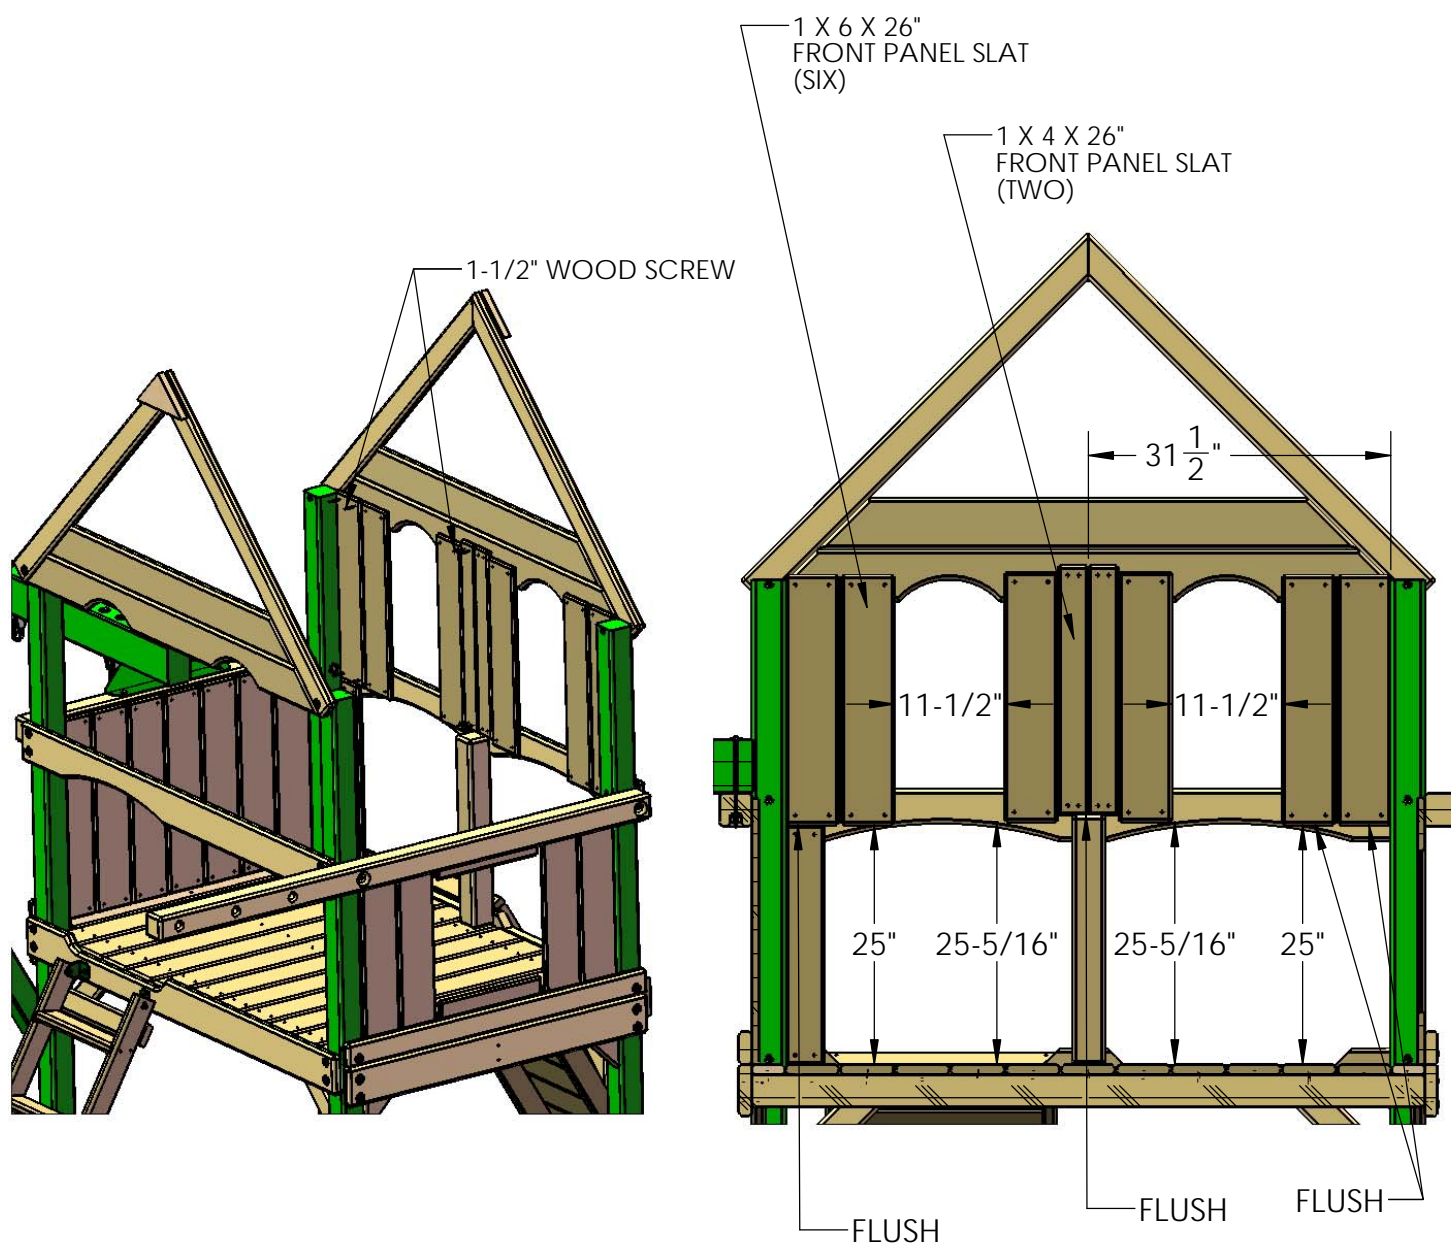 1 X 6 X 26"
FRONT PANEL SLAT
(SIX)
1 X 4 X 26"
FRONT PANEL SLAT
(TWO)
1-1/2" WOOD SCREW
31 1/2"
11-1/2"
11-1/2"
25"
25-5/16"
25-5/16"
25"
FLUSH
FLUSH
FLUSH